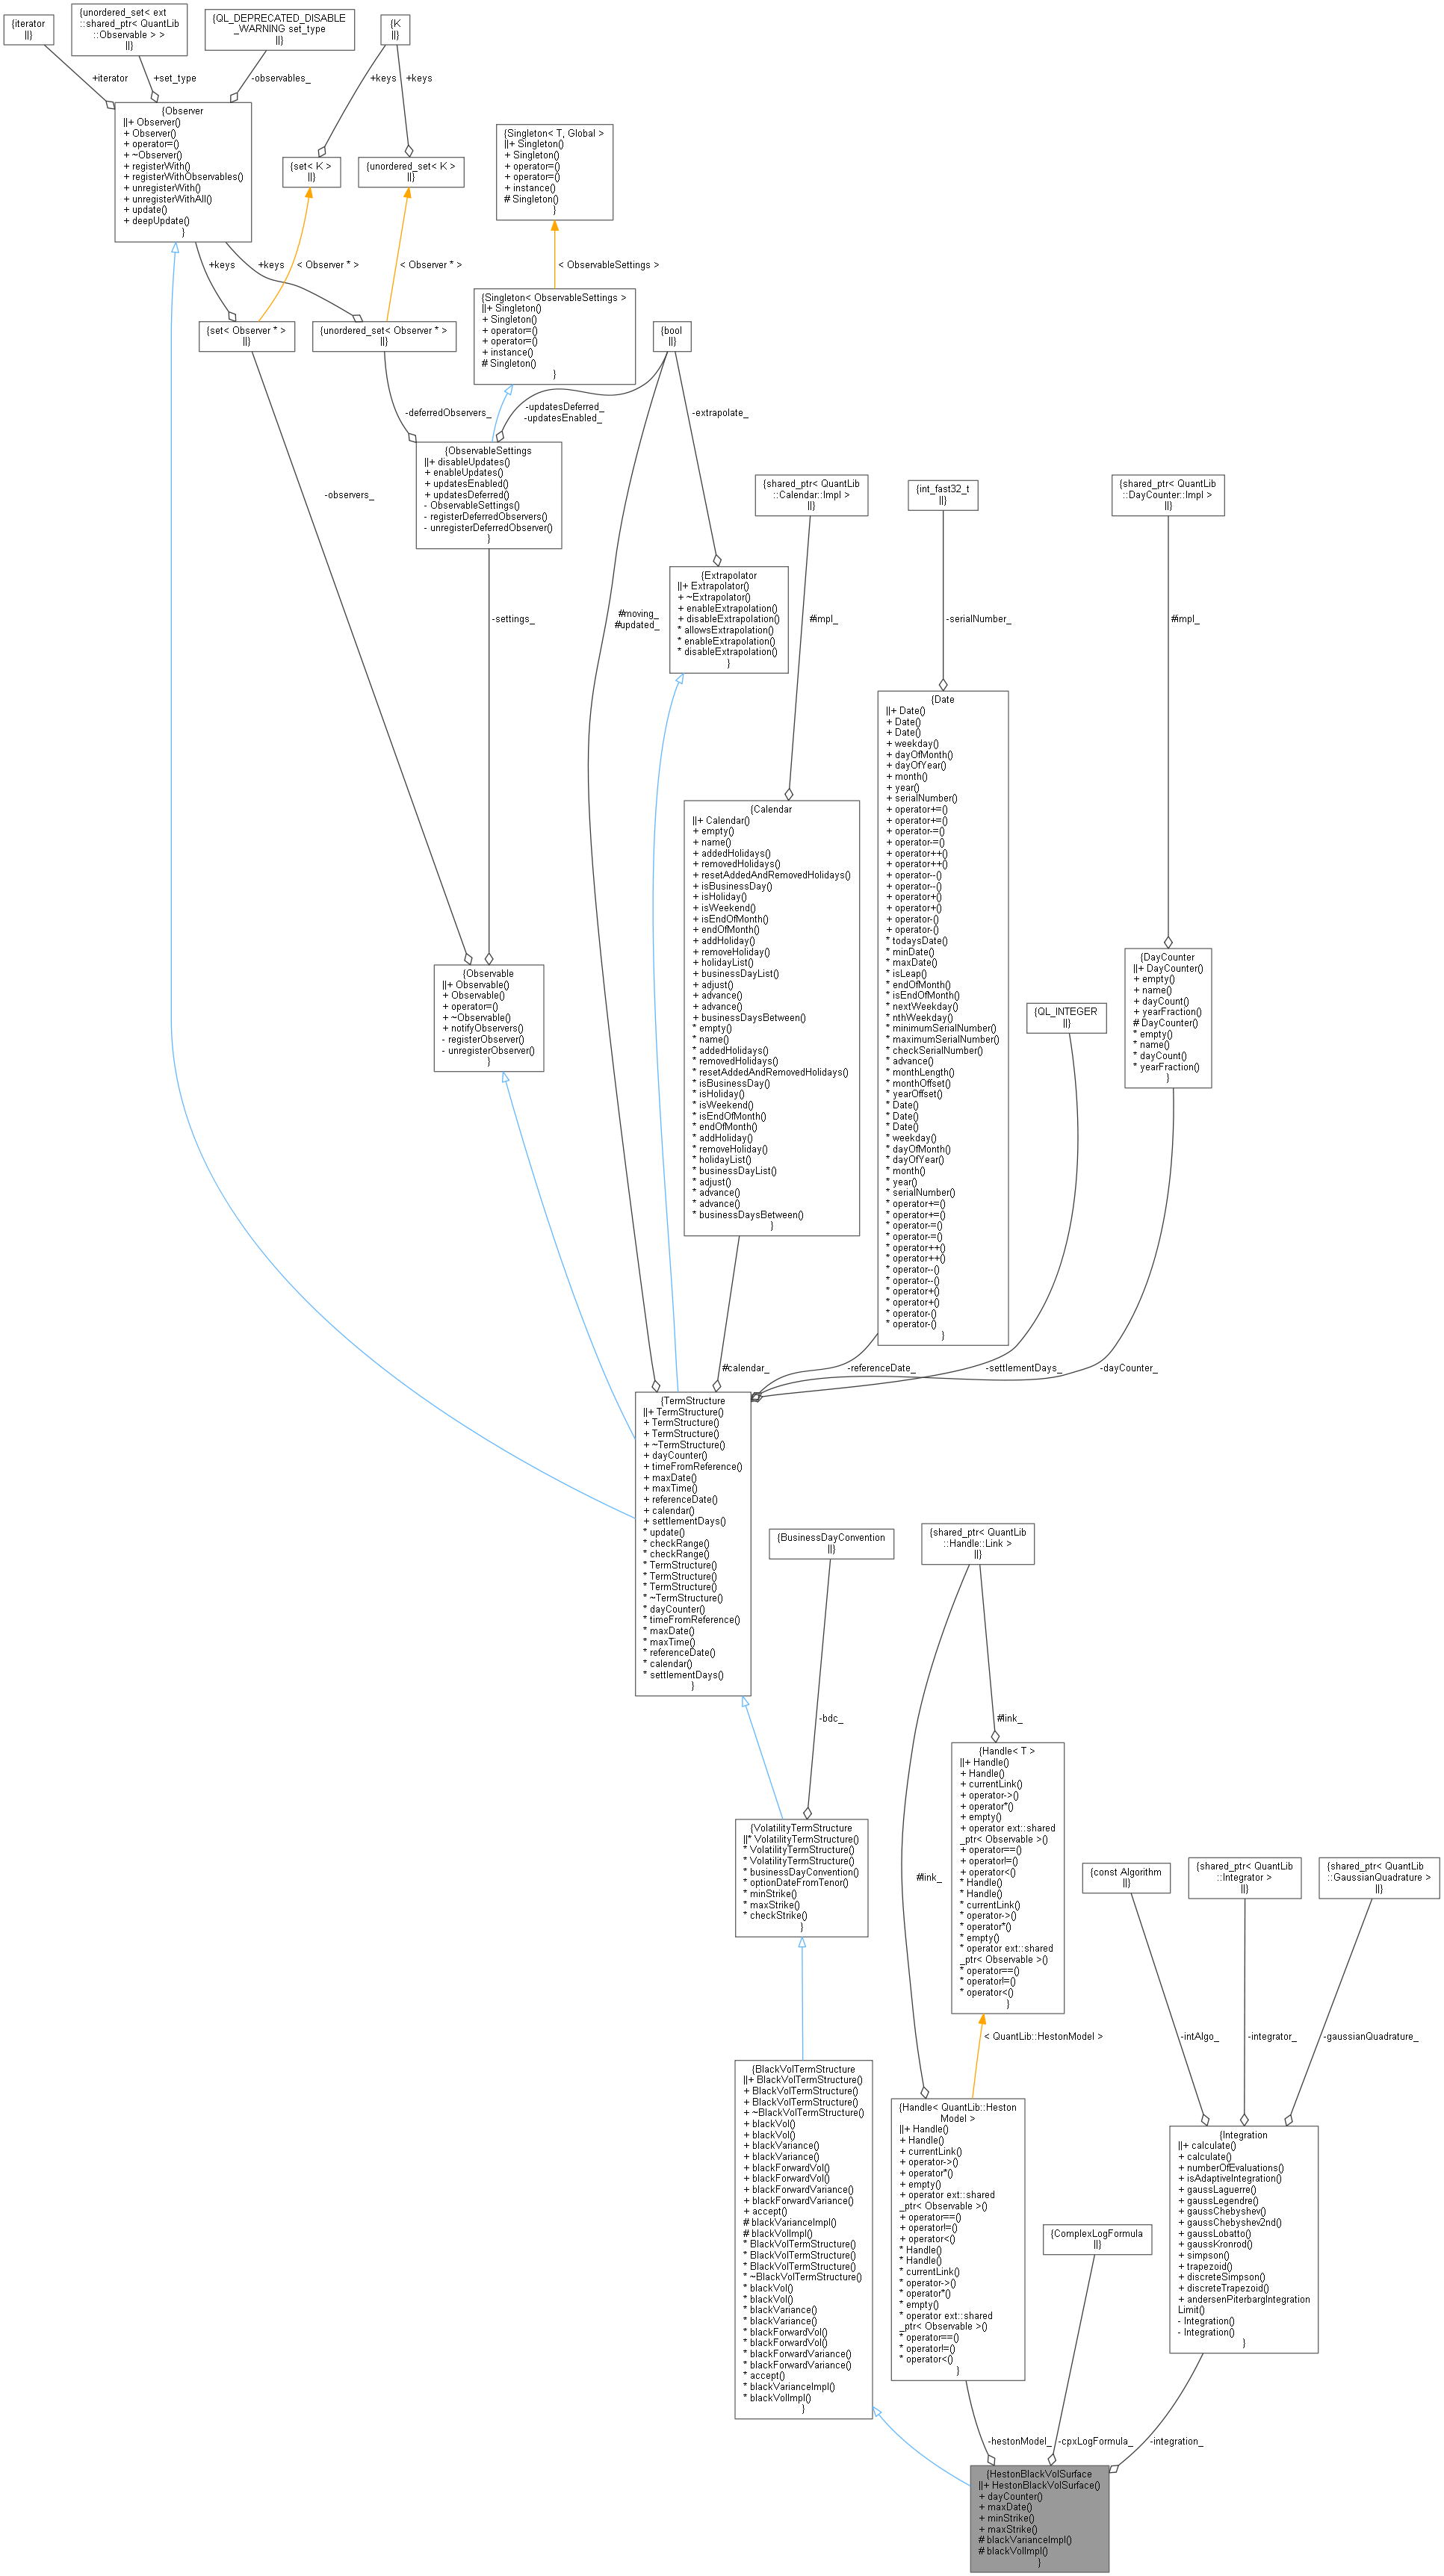 {iterator
||}
{unordered_set< ext
::shared_ptr< QuantLib
::Observable > >
||}
{QL_DEPRECATED_DISABLE
_WARNING set_type
||}
{K
||}
+iterator
+set_type
-observables_
+keys
+keys
{Observer
||+ Observer()
+ Observer()
+ operator=()
+ ~Observer()
+ registerWith()
+ registerWithObservables()
+ unregisterWith()
+ unregisterWithAll()
+ update()
+ deepUpdate()
}
{set< K >
||}
{unordered_set< K >
||}
{Singleton< T, Global >
||+ Singleton()
+ Singleton()
+ operator=()
+ operator=()
+ instance()
# Singleton()
}
+keys
+keys
< Observer * >
< Observer * >
< ObservableSettings >
{set< Observer * >
||}
{unordered_set< Observer * >
||}
{Singleton< ObservableSettings >
||+ Singleton()
+ Singleton()
+ operator=()
+ operator=()
+ instance()
# Singleton()
}
{bool
||}
-deferredObservers_
-updatesDeferred_
-updatesEnabled_
-extrapolate_
-observers_
{ObservableSettings
||+ disableUpdates()
+ enableUpdates()
+ updatesEnabled()
+ updatesDeferred()
- ObservableSettings()
- registerDeferredObservers()
- unregisterDeferredObserver()
}
{shared_ptr< QuantLib
::Calendar::Impl >
||}
{int_fast32_t
||}
{shared_ptr< QuantLib
::DayCounter::Impl >
||}
-settings_
#moving_
#updated_
{Extrapolator
||+ Extrapolator()
+ ~Extrapolator()
+ enableExtrapolation()
+ disableExtrapolation()
* allowsExtrapolation()
* enableExtrapolation()
* disableExtrapolation()
}
#impl_
-serialNumber_
#impl_
{Date
||+ Date()
+ Date()
+ Date()
+ weekday()
+ dayOfMonth()
+ dayOfYear()
+ month()
+ year()
+ serialNumber()
+ operator+=()
+ operator+=()
+ operator-=()
+ operator-=()
+ operator++()
+ operator++()
+ operator--()
+ operator--()
+ operator+()
+ operator+()
+ operator-()
+ operator-()
* todaysDate()
* minDate()
* maxDate()
* isLeap()
* endOfMonth()
* isEndOfMonth()
* nextWeekday()
* nthWeekday()
* minimumSerialNumber()
* maximumSerialNumber()
* checkSerialNumber()
* advance()
* monthLength()
* monthOffset()
* yearOffset()
* Date()
* Date()
* Date()
* weekday()
* dayOfMonth()
* dayOfYear()
* month()
* year()
* serialNumber()
* operator+=()
* operator+=()
* operator-=()
* operator-=()
* operator++()
* operator++()
* operator--()
* operator--()
* operator+()
* operator+()
* operator-()
* operator-()
}
{Calendar
||+ Calendar()
+ empty()
+ name()
+ addedHolidays()
+ removedHolidays()
+ resetAddedAndRemovedHolidays()
+ isBusinessDay()
+ isHoliday()
+ isWeekend()
+ isEndOfMonth()
+ endOfMonth()
+ addHoliday()
+ removeHoliday()
+ holidayList()
+ businessDayList()
+ adjust()
+ advance()
+ advance()
+ businessDaysBetween()
* empty()
* name()
* addedHolidays()
* removedHolidays()
* resetAddedAndRemovedHolidays()
* isBusinessDay()
* isHoliday()
* isWeekend()
* isEndOfMonth()
* endOfMonth()
* addHoliday()
* removeHoliday()
* holidayList()
* businessDayList()
* adjust()
* advance()
* advance()
* businessDaysBetween()
}
{Observable
||+ Observable()
+ Observable()
+ operator=()
+ ~Observable()
+ notifyObservers()
- registerObserver()
- unregisterObserver()
}
{QL_INTEGER
||}
{DayCounter
||+ DayCounter()
+ empty()
+ name()
+ dayCount()
+ yearFraction()
# DayCounter()
* empty()
* name()
* dayCount()
* yearFraction()
}
#calendar_
-referenceDate_
-settlementDays_
-dayCounter_
{TermStructure
||+ TermStructure()
+ TermStructure()
+ TermStructure()
+ ~TermStructure()
+ dayCounter()
+ timeFromReference()
+ maxDate()
+ maxTime()
+ referenceDate()
+ calendar()
+ settlementDays()
* update()
* checkRange()
* checkRange()
* TermStructure()
* TermStructure()
* TermStructure()
* ~TermStructure()
* dayCounter()
* timeFromReference()
* maxDate()
* maxTime()
* referenceDate()
* calendar()
* settlementDays()
}
{BusinessDayConvention
||}
{shared_ptr< QuantLib
::Handle::Link >
||}
-bdc_
#link_
{Handle< T >
||+ Handle()
+ Handle()
+ currentLink()
+ operator->()
+ operator*()
+ empty()
+ operator ext::shared
_ptr< Observable >()
+ operator==()
+ operator!=()
+ operator<()
* Handle()
* Handle()
* currentLink()
* operator->()
* operator*()
* empty()
* operator ext::shared
_ptr< Observable >()
* operator==()
* operator!=()
* operator<()
}
{VolatilityTermStructure
||* VolatilityTermStructure()
* VolatilityTermStructure()
* VolatilityTermStructure()
* businessDayConvention()
* optionDateFromTenor()
* minStrike()
* maxStrike()
* checkStrike()
}
#link_
{const Algorithm
||}
{shared_ptr< QuantLib
::Integrator >
||}
{shared_ptr< QuantLib
::GaussianQuadrature >
||}
< QuantLib::HestonModel >
-intAlgo_
-integrator_
-gaussianQuadrature_
{BlackVolTermStructure
||+ BlackVolTermStructure()
+ BlackVolTermStructure()
+ BlackVolTermStructure()
+ ~BlackVolTermStructure()
+ blackVol()
+ blackVol()
+ blackVariance()
+ blackVariance()
+ blackForwardVol()
+ blackForwardVol()
+ blackForwardVariance()
+ blackForwardVariance()
+ accept()
# blackVarianceImpl()
# blackVolImpl()
* BlackVolTermStructure()
* BlackVolTermStructure()
* BlackVolTermStructure()
* ~BlackVolTermStructure()
* blackVol()
* blackVol()
* blackVariance()
* blackVariance()
* blackForwardVol()
* blackForwardVol()
* blackForwardVariance()
* blackForwardVariance()
* accept()
* blackVarianceImpl()
* blackVolImpl()
}
{Handle< QuantLib::Heston
Model >
||+ Handle()
+ Handle()
+ currentLink()
+ operator->()
+ operator*()
+ empty()
+ operator ext::shared
_ptr< Observable >()
+ operator==()
+ operator!=()
+ operator<()
* Handle()
* Handle()
* currentLink()
* operator->()
* operator*()
* empty()
* operator ext::shared
_ptr< Observable >()
* operator==()
* operator!=()
* operator<()
}
{ComplexLogFormula
||}
{Integration
||+ calculate()
+ calculate()
+ numberOfEvaluations()
+ isAdaptiveIntegration()
+ gaussLaguerre()
+ gaussLegendre()
+ gaussChebyshev()
+ gaussChebyshev2nd()
+ gaussLobatto()
+ gaussKronrod()
+ simpson()
+ trapezoid()
+ discreteSimpson()
+ discreteTrapezoid()
+ andersenPiterbargIntegration
Limit()
- Integration()
- Integration()
}
-hestonModel_
-cpxLogFormula_
-integration_
{HestonBlackVolSurface
||+ HestonBlackVolSurface()
+ dayCounter()
+ maxDate()
+ minStrike()
+ maxStrike()
# blackVarianceImpl()
# blackVolImpl()
}